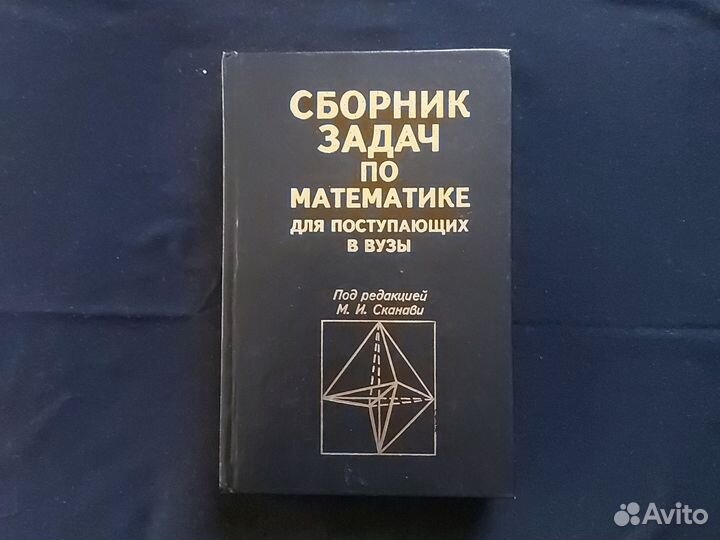 СБОРНИК
ЗАДАЧ
ПО
МАТЕМАТИКЕ
ДЛЯ ПОСТУПАЮЩИХ
В ВУЗЫ
Под редакцией
М. И. Сканави
Avito